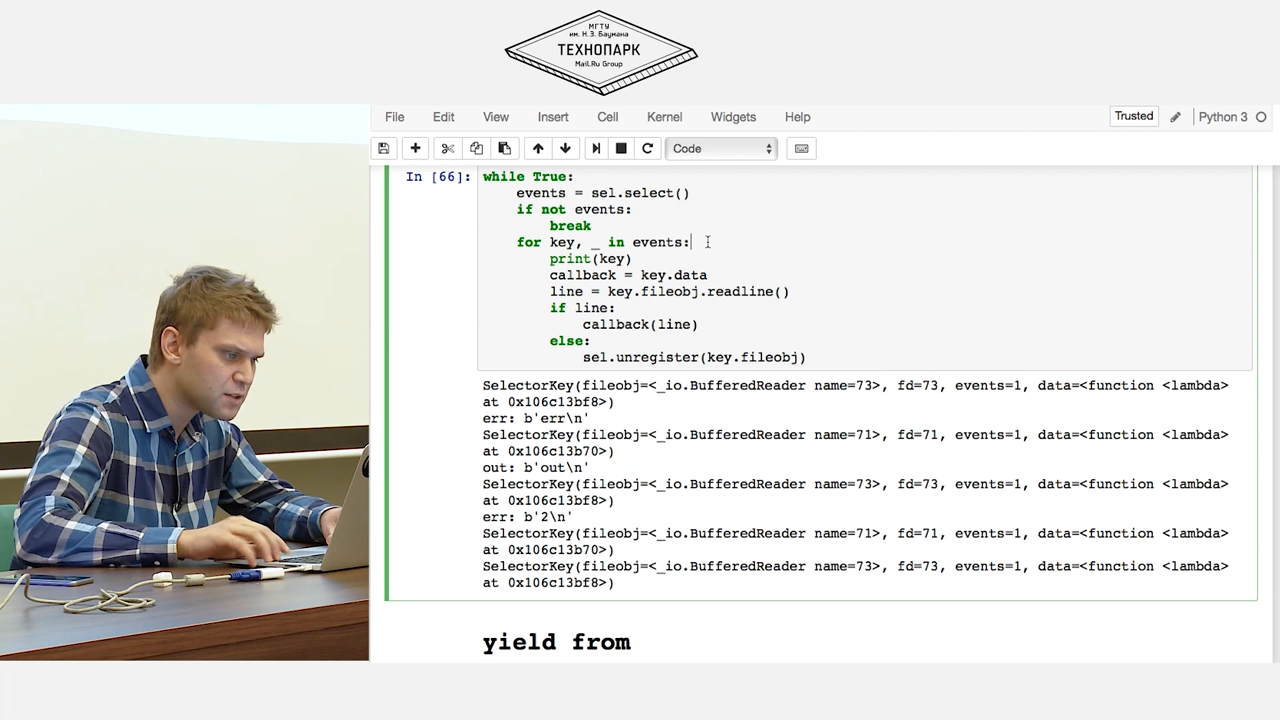 МГТУ
им. Н.Э. Баумана
ТЕХНОПАРК
Mail.Ru Group
File Edit View Insert Cell Kernel Widgets Help
Trusted
Python 3
Code
In [66]:
while True:
    events = sel.select()
    if not events:
        break
    for key, _ in events:
        print(key)
        callback = key.data
        line = key.fileobj.readline()
        if line:
            callback(line)
        else:
            sel.unregister(key.fileobj)
SelectorKey(fileobj=<_io.BufferedReader name=73>, fd=73, events=1, data=<function <lambda>
at 0x106c13bf8>)
err: b'err\n'
SelectorKey(fileobj=<_io.BufferedReader name=71>, fd=71, events=1, data=<function <lambda>
at 0x106c13b70>)
out: b'out\n'
SelectorKey(fileobj=<_io.BufferedReader name=73>, fd=73, events=1, data=<function <lambda>
at 0x106c13bf8>)
err: b'2\n'
SelectorKey(fileobj=<_io.BufferedReader name=71>, fd=71, events=1, data=<function <lambda>
at 0x106c13b70>)
SelectorKey(fileobj=<_io.BufferedReader name=73>, fd=73, events=1, data=<function <lambda>
at 0x106c13bf8>)
yield from